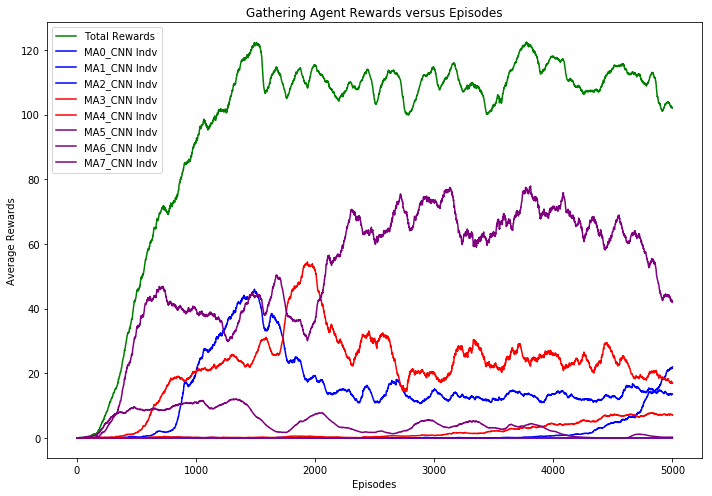 Gathering Agent Rewards versus Episodes
Total Rewards
MA0_CNN Indv
MA1_CNN Indv
MA2_CNN Indv
MA3_CNN Indv
MA4_CNN Indv
MA5_CNN Indv
MA6_CNN Indv
MA7_CNN Indv
Average Rewards
120
100
80
60
40
20
0
0 1000 2000 3000 4000 5000
Episodes